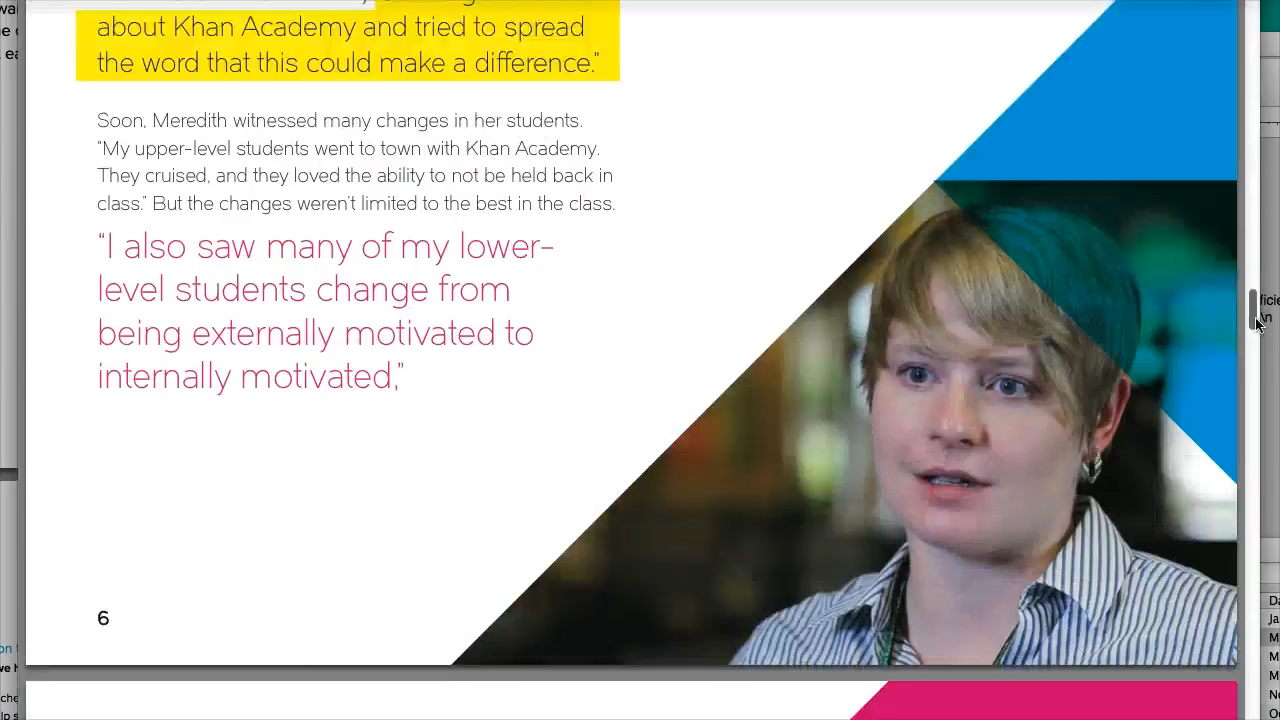 about Khan Academy and tried to spread
the word that this could make a difference."
Soon, Meredith witnessed many changes in her students.
"My upper-level students went to town with Khan Academy.
They cruised, and they loved the ability to not be held back in
class." But the changes weren't limited to the best in the class.
"I also saw many of my lower-
level students change from
being externally motivated to
internally motivated,"
6